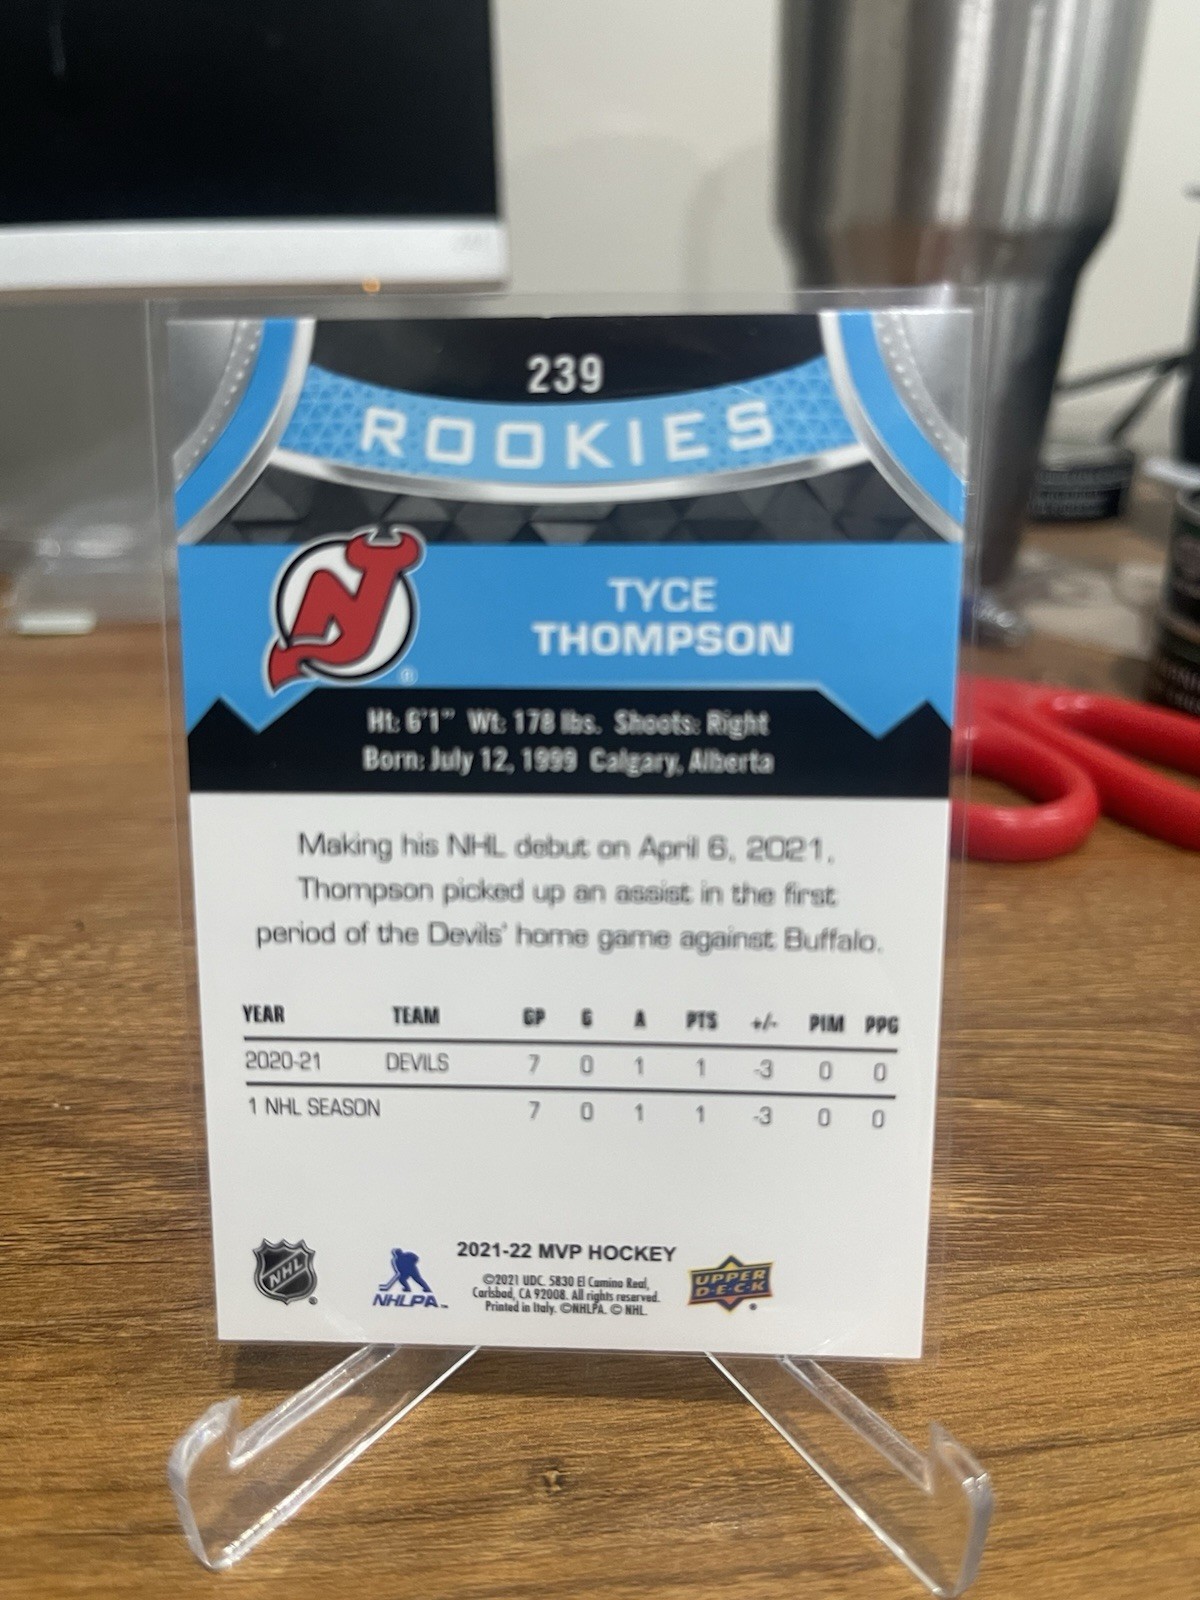 239
ROOKIES
TYCE
THOMPSON
Ht: 6'1" Wt: 178 lbs. Shoots: Right
Born: July 12, 1999 Calgary, Alberta
Making his NHL debut on April 6, 2021,
Thompson picked up an assist in the first
period of the Devils' home game against Buffalo.
YEAR TEAM GP G A PTS +/- PIM PPG
2020-21 DEVILS 7 0 1 1 -3 0 0
1 NHL SEASON 7 0 1 1 -3 0 0
NHL
NHLPA™
2021-22 MVP HOCKEY
©2021 UDC. 5830 El Camino Real,
Carlsbad, CA 92008. All rights reserved.
Printed in Italy. ©NHLPA. © NHL.
UPPER
D·E·C·K